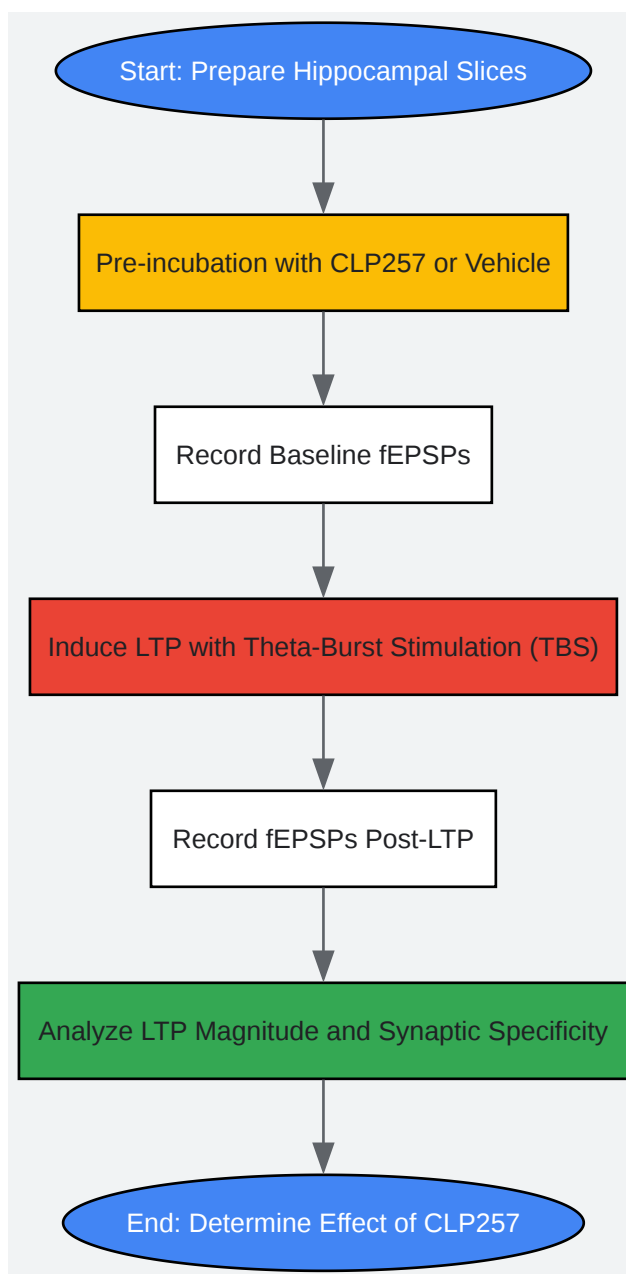 Start: Prepare Hippocampal Slices
Pre-incubation with CLP257 or Vehicle
Record Baseline fEPSPs
Induce LTP with Theta-Burst Stimulation (TBS)
Record fEPSPs Post-LTP
Analyze LTP Magnitude and Synaptic Specificity
End: Determine Effect of CLP257